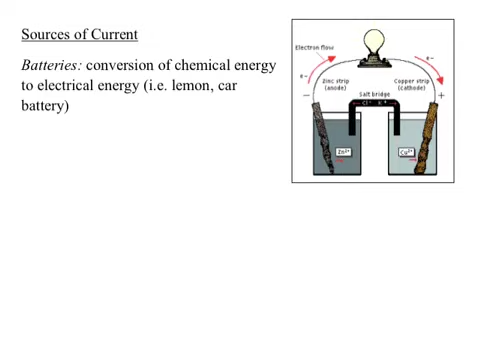 Sources of Current
Batteries: conversion of chemical energy
to electrical energy (i.e. lemon, car
battery)
Electron flow
e–
e–
Zinc strip
(anode)
Copper strip
(cathode)
–
Salt bridge
+
Cl⁻ K⁺
Zn²⁺
Cu²⁺